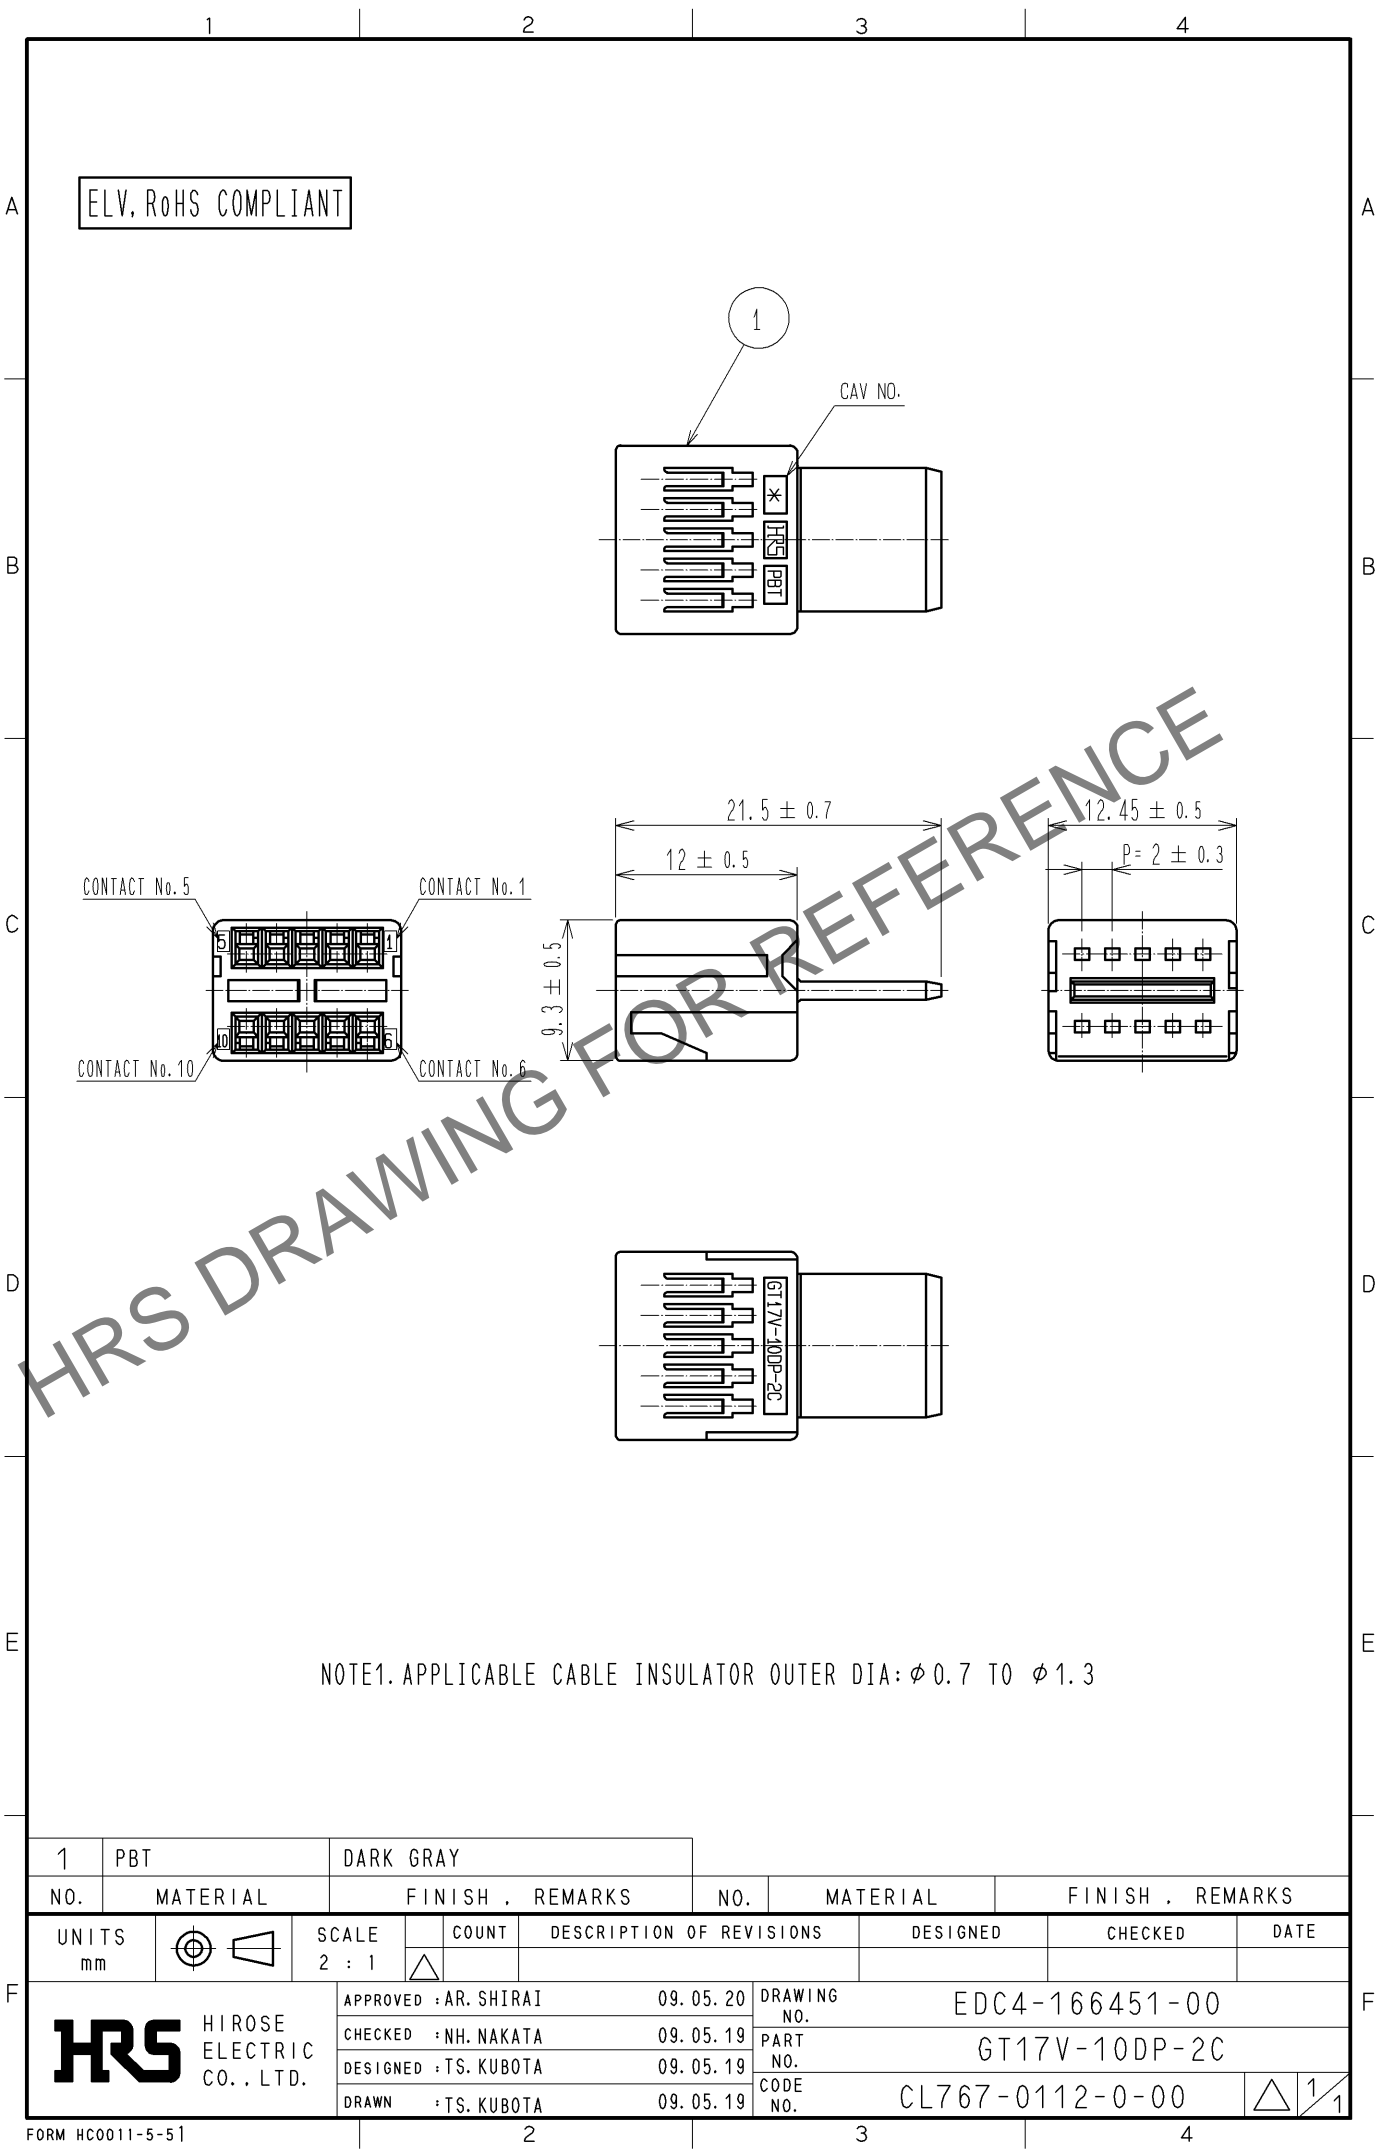 1 2 3 4
A A
ELV, RoHS COMPLIANT
1
CAV NO.
*
HRS
PBT
B B
21.5 ± 0.7
12.45 ± 0.5
12 ± 0.5
P= 2 ± 0.3
CONTACT No.5
CONTACT No.1
C C
5 1
9.3 ± 0.5
10 6
CONTACT No.10
CONTACT No.6
HRS DRAWING FOR REFERENCE
D D
GT17V-10DP-2C
E E
NOTE1. APPLICABLE CABLE INSULATOR OUTER DIA: φ0.7 TO φ1.3
1 PBT DARK GRAY
NO. MATERIAL FINISH , REMARKS NO. MATERIAL FINISH , REMARKS
UNITS mm SCALE 2 : 1 COUNT DESCRIPTION OF REVISIONS DESIGNED CHECKED DATE
F F
HRS HIROSE ELECTRIC CO., LTD.
APPROVED : AR. SHIRAI 09. 05. 20
CHECKED : NH. NAKATA 09. 05. 19
DESIGNED : TS. KUBOTA 09. 05. 19
DRAWN : TS. KUBOTA 09. 05. 19
DRAWING NO. EDC4-166451-00
PART NO. GT17V-10DP-2C
CODE NO. CL767-0112-0-00 1/1
FORM HC0011-5-5 1 2 3 4